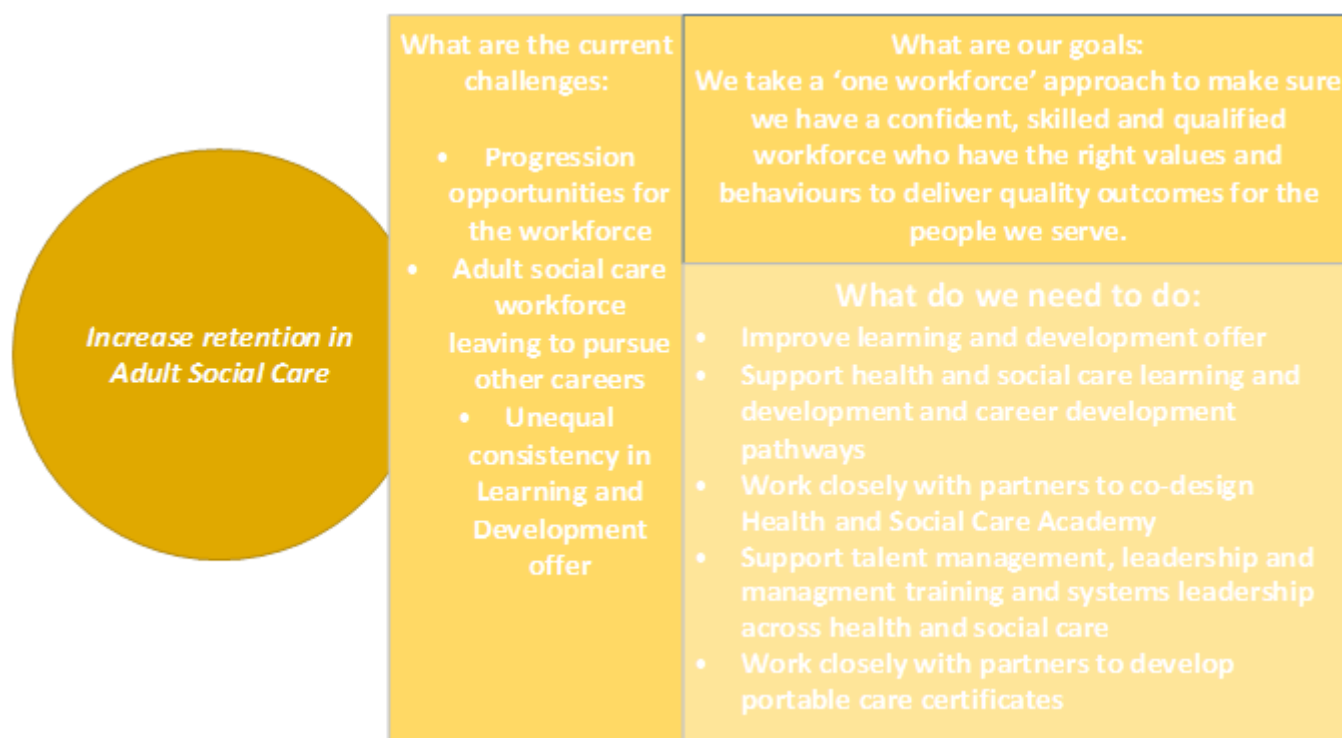 Increase retention in
Adult Social Care
What are the current
challenges:
• Progression
opportunities for
the workforce
• Adult social care
workforce
leaving to pursue
other careers
• Unequal
consistency in
Learning and
Development
offer
What are our goals:
We take a ‘one workforce’ approach to make sure
we have a confident, skilled and qualified
workforce who have the right values and
behaviours to deliver quality outcomes for the
people we serve.
What do we need to do:
• Improve learning and development offer
• Support health and social care learning and
development and career development
pathways
• Work closely with partners to co-design
Health and Social Care Academy
• Support talent management, leadership and
managment training and systems leadership
across health and social care
• Work closely with partners to develop
portable care certificates